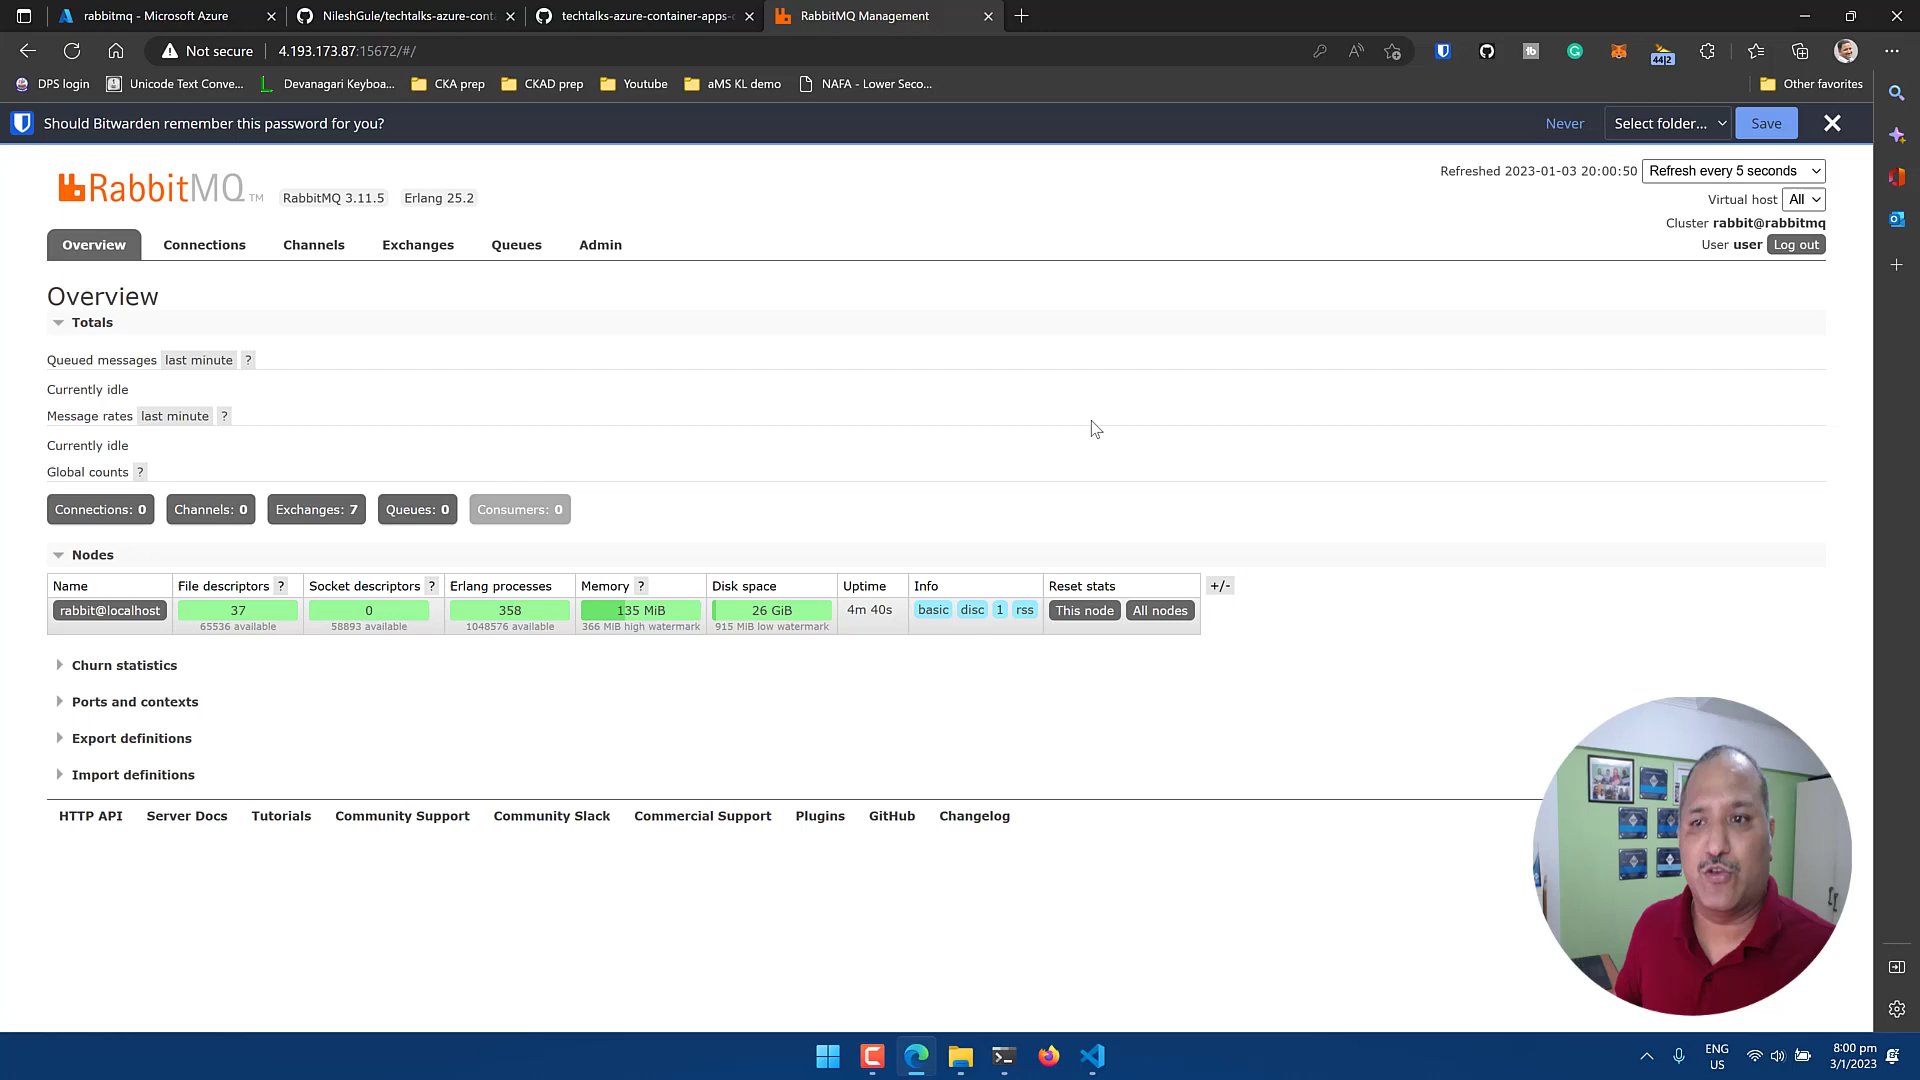 rabbitmq - Microsoft Azure
NileshGule/techtalks-azure-conta
techtalks-azure-container-apps-
RabbitMQ Management
Not secure
4.193.173.87:15672/#/
44|2
DPS login
Unicode Text Conve...
Devanagari Keyboa...
CKA prep
CKAD prep
Youtube
aMS KL demo
NAFA - Lower Seco...
Other favorites
Should Bitwarden remember this password for you?
Never
Select folder...
Save
RabbitMQ TM
RabbitMQ 3.11.5
Erlang 25.2
Refreshed 2023-01-03 20:00:50
Refresh every 5 seconds
Virtual host All
Cluster rabbit@rabbitmq
User user Log out
Overview
Connections
Channels
Exchanges
Queues
Admin
Overview
Totals
Queued messages last minute ?
Currently idle
Message rates last minute ?
Currently idle
Global counts ?
Connections: 0
Channels: 0
Exchanges: 7
Queues: 0
Consumers: 0
Nodes
Name File descriptors ? Socket descriptors ? Erlang processes Memory ? Disk space Uptime Info Reset stats +/-
rabbit@localhost 37 0 358 135 MiB 26 GiB 4m 40s basic disc 1 rss This node All nodes
65536 available 58893 available 1048576 available 366 MiB high watermark 915 MiB low watermark
Churn statistics
Ports and contexts
Export definitions
Import definitions
HTTP API
Server Docs
Tutorials
Community Support
Community Slack
Commercial Support
Plugins
GitHub
Changelog
ENG
US
8:00 pm
3/1/2023